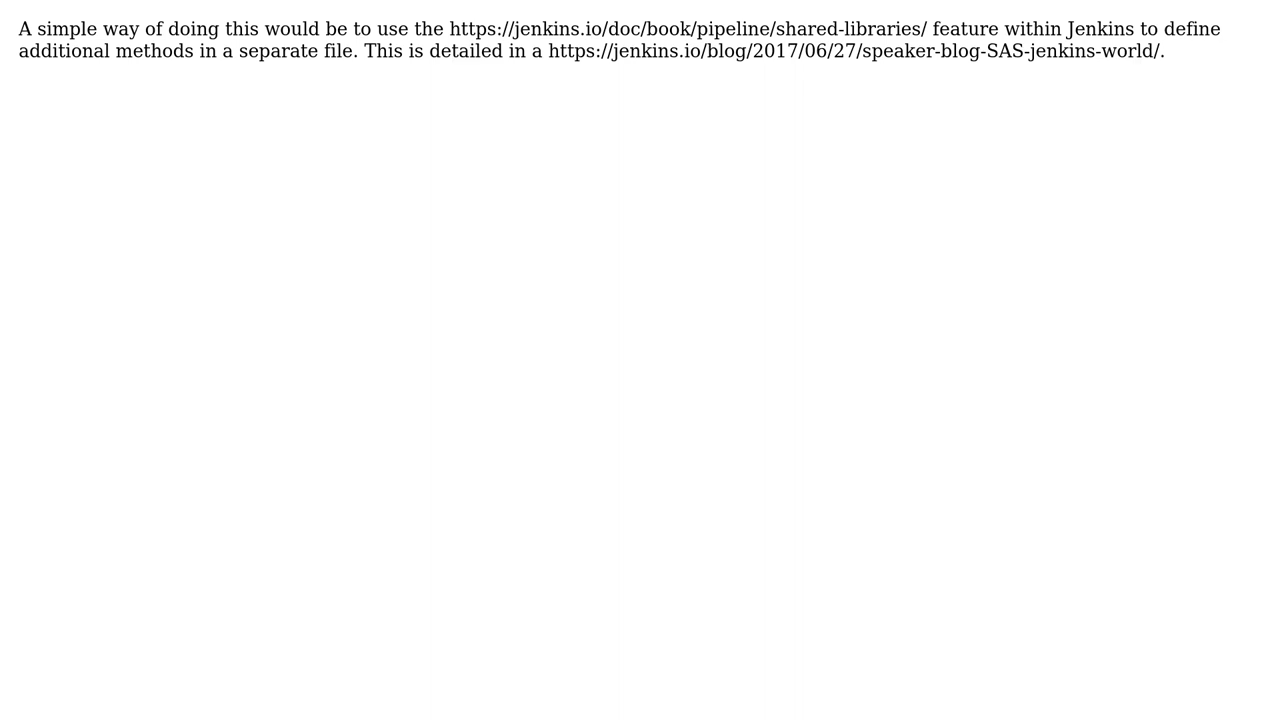 A simple way of doing this would be to use the https://jenkins.io/doc/book/pipeline/shared-libraries/ feature within Jenkins to define
additional methods in a separate file. This is detailed in a https://jenkins.io/blog/2017/06/27/speaker-blog-SAS-jenkins-world/.